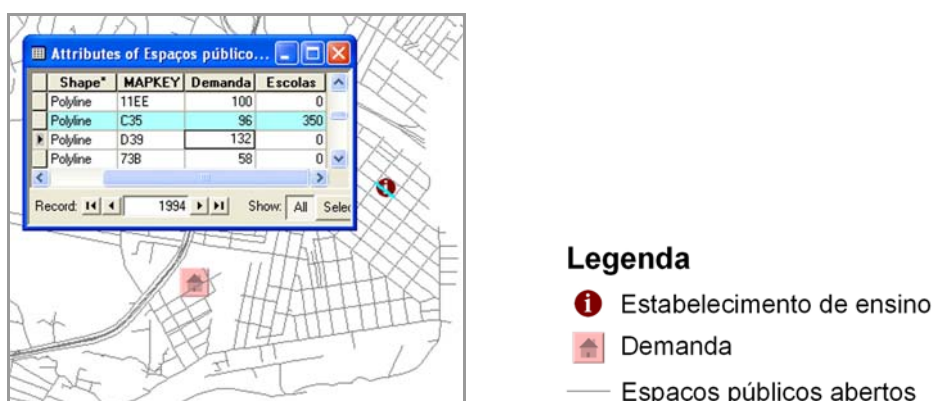 Attributes of Espaços público...
Shape* MAPKEY Demanda Escolas
Polyline 11EE 100 0
Polyline C35 96 350
Polyline D39 132 0
Polyline 73B 58 0
Record: 1994 Show: All Selec
Legenda
i Estabelecimento de ensino
Demanda
Espaços públicos abertos